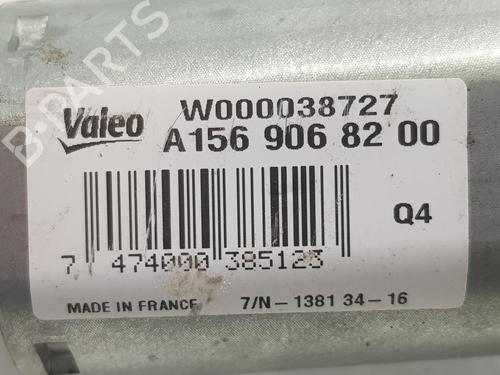 B-PARTS
Valeo
W000038727
A156 906 82 00
Q4
7 474000 385123
MADE IN FRANCE 7/N - 1381 34 - 16